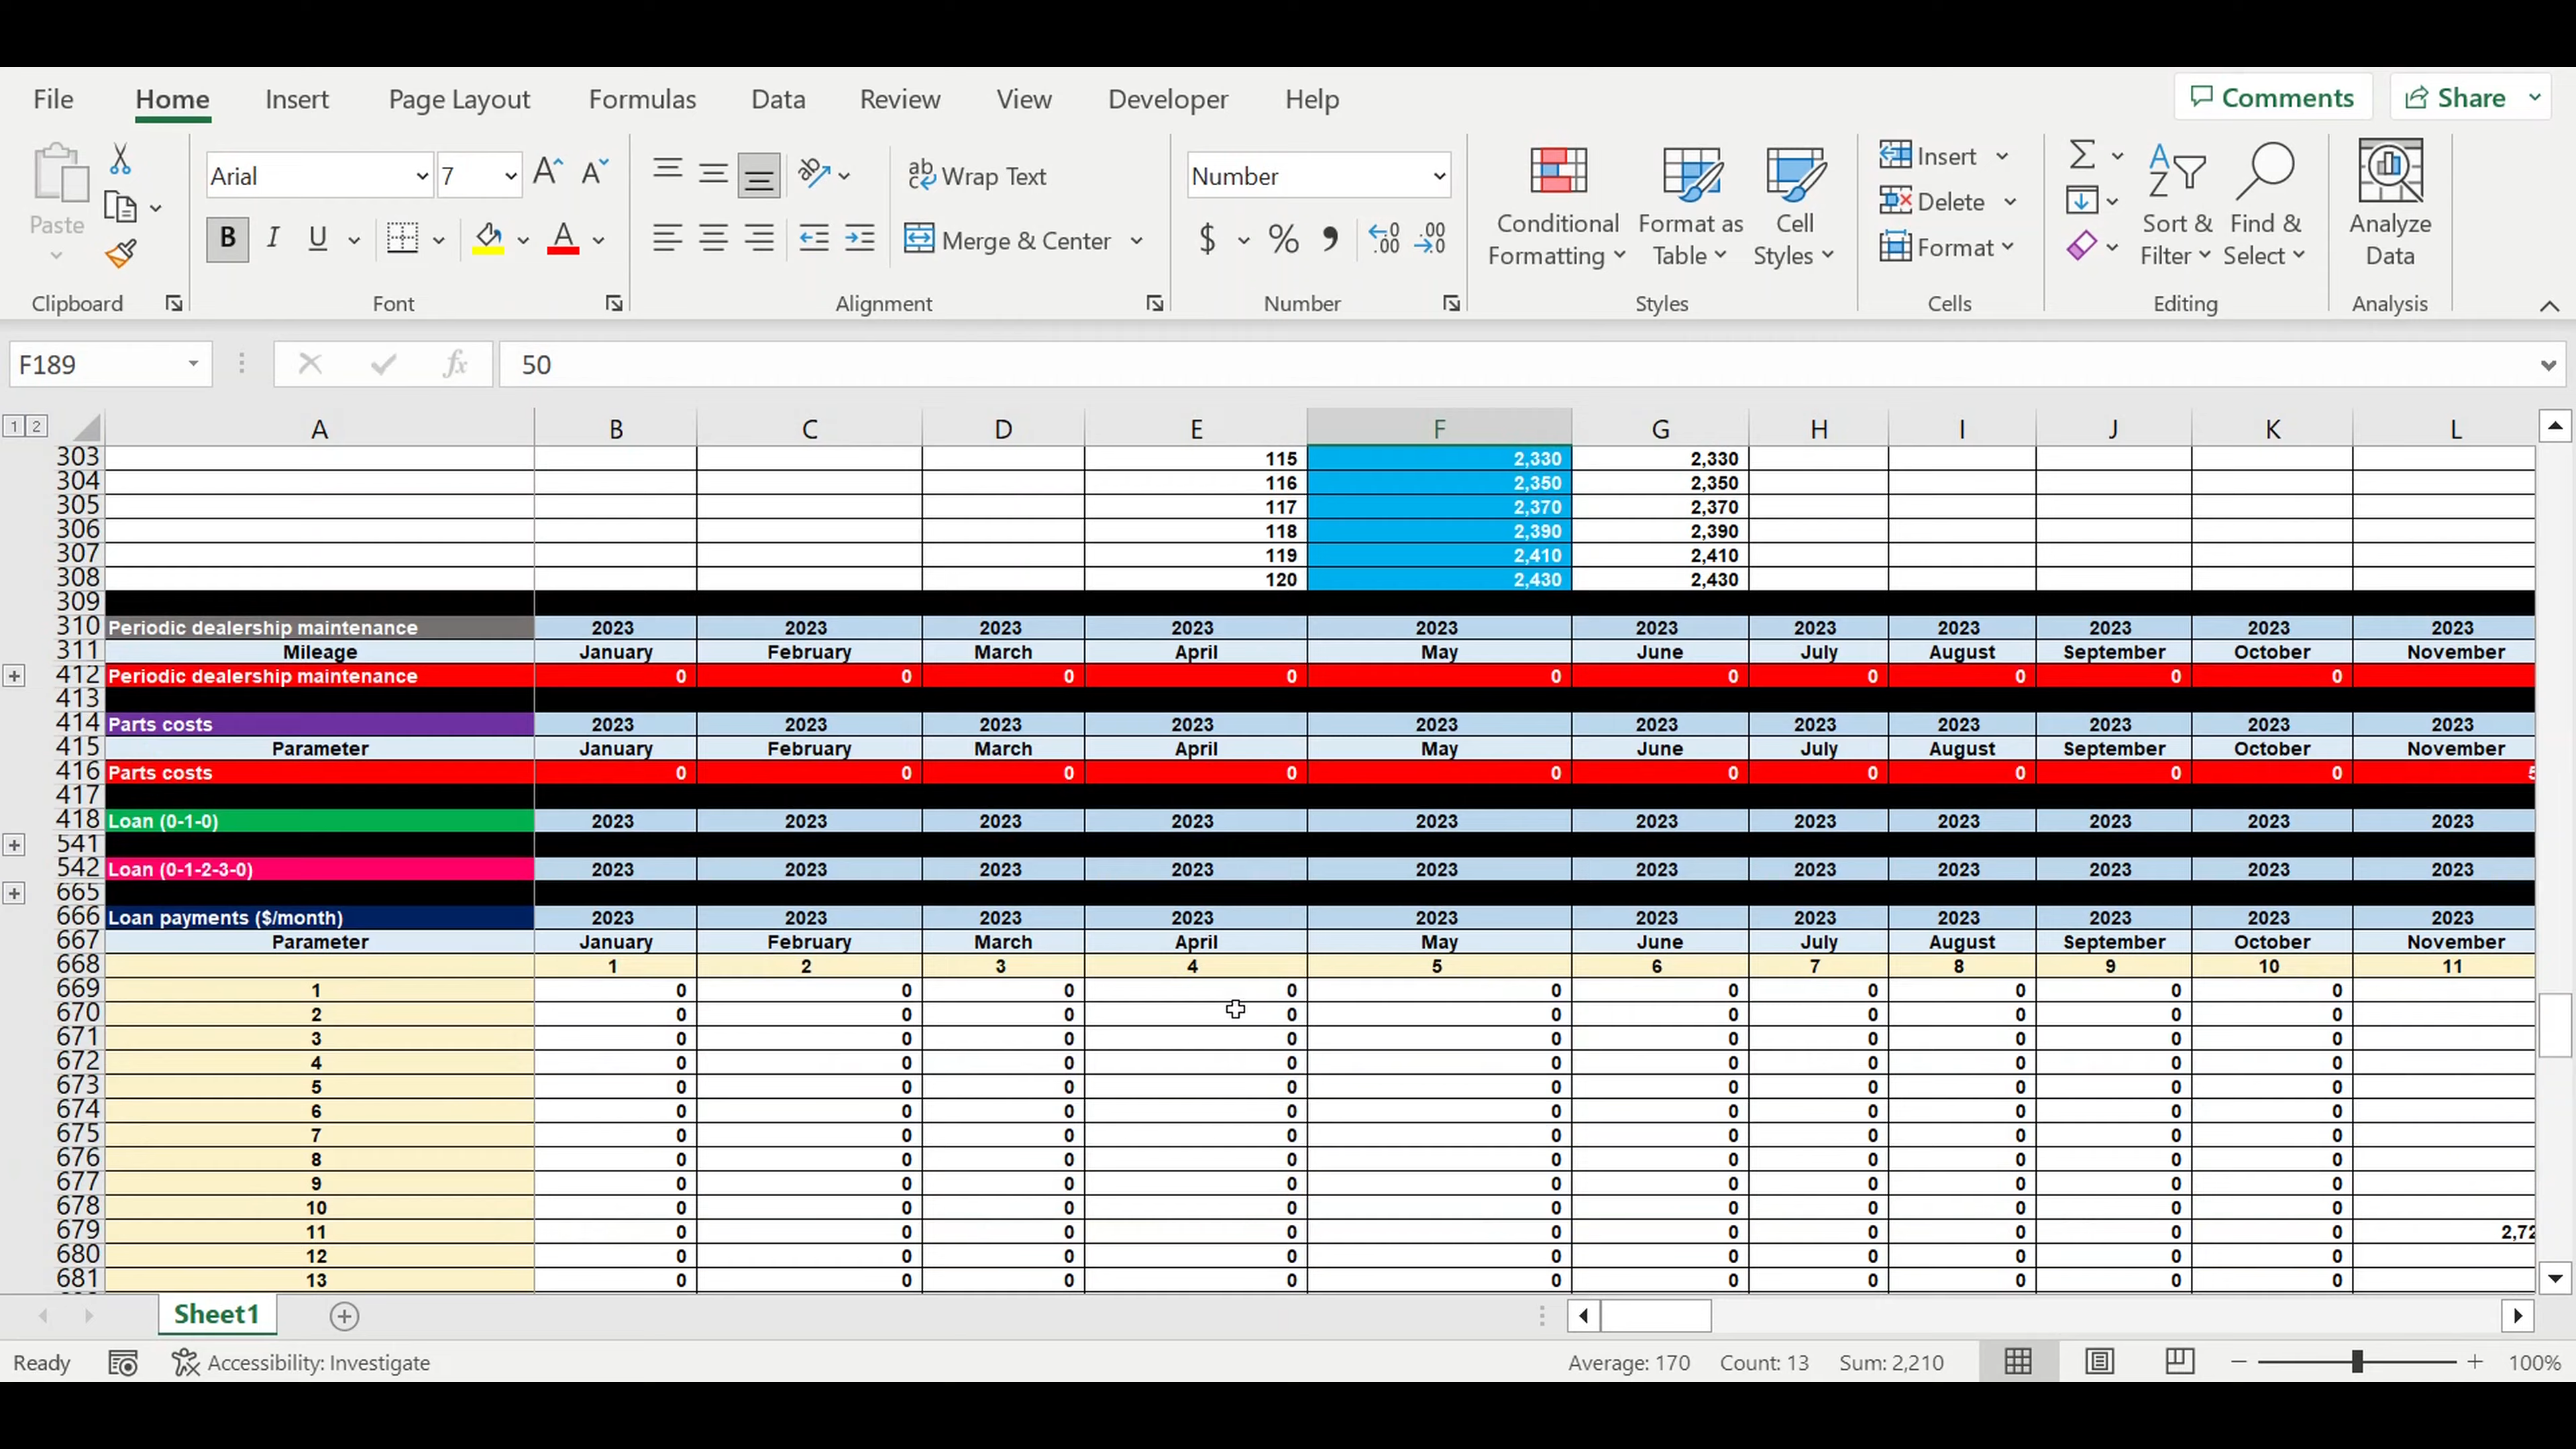 File Home Insert Page Layout Formulas Data Review View Developer Help Comments Share
Arial 7 Wrap Text Number Insert
Paste Conditional Format as Cell Delete Sort & Find & Analyze
B I U A Merge & Center $ % Formatting Table Styles Format Filter Select Data
Clipboard Font Alignment Number Styles Cells Editing Analysis
F189 fx 50
1 2 A B C D E F G H I J K L
303 115 2,330 2,330
304 116 2,350 2,350
305 117 2,370 2,370
306 118 2,390 2,390
307 119 2,410 2,410
308 120 2,430 2,430
309
310 Periodic dealership maintenance 2023 2023 2023 2023 2023 2023 2023 2023 2023 2023 2023
311 Mileage January February March April May June July August September October November
412 Periodic dealership maintenance 0 0 0 0 0 0 0 0 0 0
413
414 Parts costs 2023 2023 2023 2023 2023 2023 2023 2023 2023 2023 2023
415 Parameter January February March April May June July August September October November
416 Parts costs 0 0 0 0 0 0 0 0 0 0
417
418 Loan (0-1-0) 2023 2023 2023 2023 2023 2023 2023 2023 2023 2023 2023
541
542 Loan (0-1-2-3-0) 2023 2023 2023 2023 2023 2023 2023 2023 2023 2023 2023
665
666 Loan payments ($/month) 2023 2023 2023 2023 2023 2023 2023 2023 2023 2023 2023
667 Parameter January February March April May June July August September October November
668 1 2 3 4 5 6 7 8 9 10 11
669 1 0 0 0 0 0 0 0 0 0 0
670 2 0 0 0 0 0 0 0 0 0 0
671 3 0 0 0 0 0 0 0 0 0 0
672 4 0 0 0 0 0 0 0 0 0 0
673 5 0 0 0 0 0 0 0 0 0 0
674 6 0 0 0 0 0 0 0 0 0 0
675 7 0 0 0 0 0 0 0 0 0 0
676 8 0 0 0 0 0 0 0 0 0 0
677 9 0 0 0 0 0 0 0 0 0 0
678 10 0 0 0 0 0 0 0 0 0 0
679 11 0 0 0 0 0 0 0 0 0 0 2,72
680 12 0 0 0 0 0 0 0 0 0 0
681 13 0 0 0 0 0 0 0 0 0 0
Sheet1
Ready Accessibility: Investigate Average: 170 Count: 13 Sum: 2,210 100%